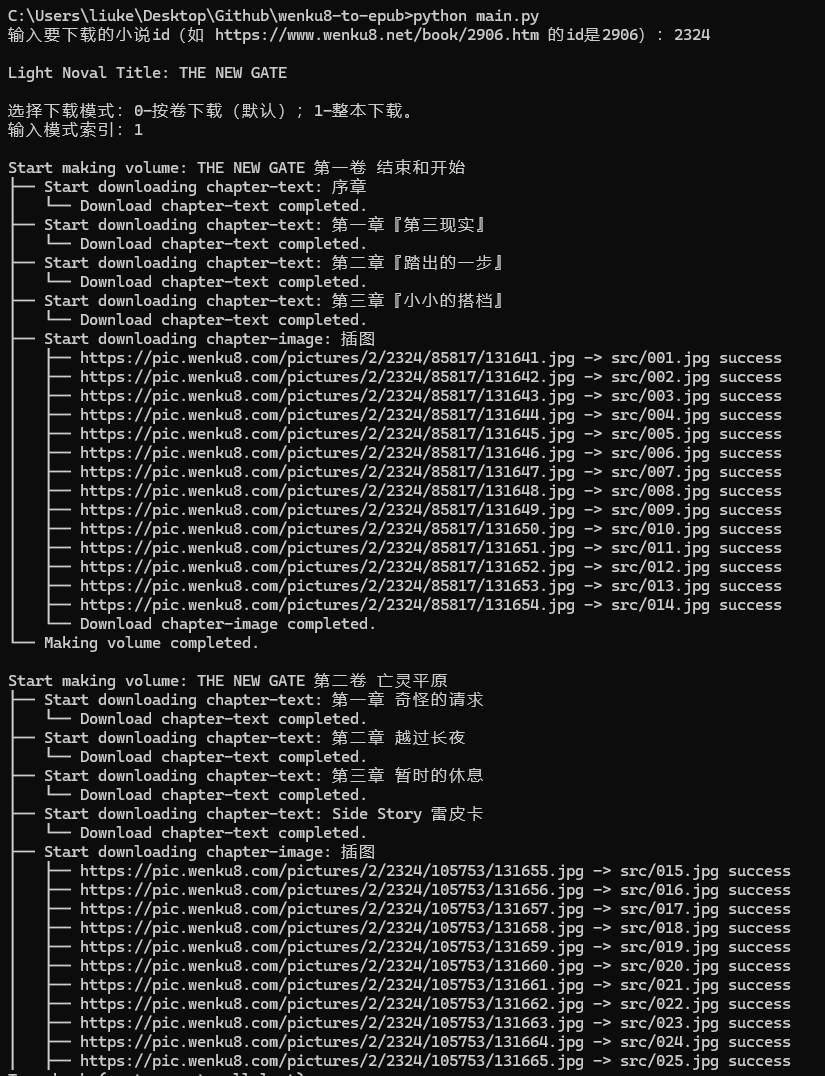 C:\Users\liuke\Desktop\Github\wenku8-to-epub>python main.py
输入要下载的小说id（如 https://www.wenku8.net/book/2906.htm 的id是2906）：2324
Light Noval Title: THE NEW GATE
选择下载模式：0-按卷下载（默认）；1-整本下载。
输入模式索引：1
Start making volume: THE NEW GATE 第一卷 结束和开始
├── Start downloading chapter-text: 序章
│   └── Download chapter-text completed.
├── Start downloading chapter-text: 第一章『第三现实』
│   └── Download chapter-text completed.
├── Start downloading chapter-text: 第二章『踏出的一步』
│   └── Download chapter-text completed.
├── Start downloading chapter-text: 第三章『小小的搭档』
│   └── Download chapter-text completed.
├── Start downloading chapter-image: 插图
│   ├── https://pic.wenku8.com/pictures/2/2324/85817/131641.jpg -> src/001.jpg success
│   ├── https://pic.wenku8.com/pictures/2/2324/85817/131642.jpg -> src/002.jpg success
│   ├── https://pic.wenku8.com/pictures/2/2324/85817/131643.jpg -> src/003.jpg success
│   ├── https://pic.wenku8.com/pictures/2/2324/85817/131644.jpg -> src/004.jpg success
│   ├── https://pic.wenku8.com/pictures/2/2324/85817/131645.jpg -> src/005.jpg success
│   ├── https://pic.wenku8.com/pictures/2/2324/85817/131646.jpg -> src/006.jpg success
│   ├── https://pic.wenku8.com/pictures/2/2324/85817/131647.jpg -> src/007.jpg success
│   ├── https://pic.wenku8.com/pictures/2/2324/85817/131648.jpg -> src/008.jpg success
│   ├── https://pic.wenku8.com/pictures/2/2324/85817/131649.jpg -> src/009.jpg success
│   ├── https://pic.wenku8.com/pictures/2/2324/85817/131650.jpg -> src/010.jpg success
│   ├── https://pic.wenku8.com/pictures/2/2324/85817/131651.jpg -> src/011.jpg success
│   ├── https://pic.wenku8.com/pictures/2/2324/85817/131652.jpg -> src/012.jpg success
│   ├── https://pic.wenku8.com/pictures/2/2324/85817/131653.jpg -> src/013.jpg success
│   ├── https://pic.wenku8.com/pictures/2/2324/85817/131654.jpg -> src/014.jpg success
│   └── Download chapter-image completed.
└── Making volume completed.
Start making volume: THE NEW GATE 第二卷 亡灵平原
├── Start downloading chapter-text: 第一章 奇怪的请求
│   └── Download chapter-text completed.
├── Start downloading chapter-text: 第二章 越过长夜
│   └── Download chapter-text completed.
├── Start downloading chapter-text: 第三章 暂时的休息
│   └── Download chapter-text completed.
├── Start downloading chapter-text: Side Story 雷皮卡
│   └── Download chapter-text completed.
├── Start downloading chapter-image: 插图
│   ├── https://pic.wenku8.com/pictures/2/2324/105753/131655.jpg -> src/015.jpg success
│   ├── https://pic.wenku8.com/pictures/2/2324/105753/131656.jpg -> src/016.jpg success
│   ├── https://pic.wenku8.com/pictures/2/2324/105753/131657.jpg -> src/017.jpg success
│   ├── https://pic.wenku8.com/pictures/2/2324/105753/131658.jpg -> src/018.jpg success
│   ├── https://pic.wenku8.com/pictures/2/2324/105753/131659.jpg -> src/019.jpg success
│   ├── https://pic.wenku8.com/pictures/2/2324/105753/131660.jpg -> src/020.jpg success
│   ├── https://pic.wenku8.com/pictures/2/2324/105753/131661.jpg -> src/021.jpg success
│   ├── https://pic.wenku8.com/pictures/2/2324/105753/131662.jpg -> src/022.jpg success
│   ├── https://pic.wenku8.com/pictures/2/2324/105753/131663.jpg -> src/023.jpg success
│   ├── https://pic.wenku8.com/pictures/2/2324/105753/131664.jpg -> src/024.jpg success
│   ├── https://pic.wenku8.com/pictures/2/2324/105753/131665.jpg -> src/025.jpg success